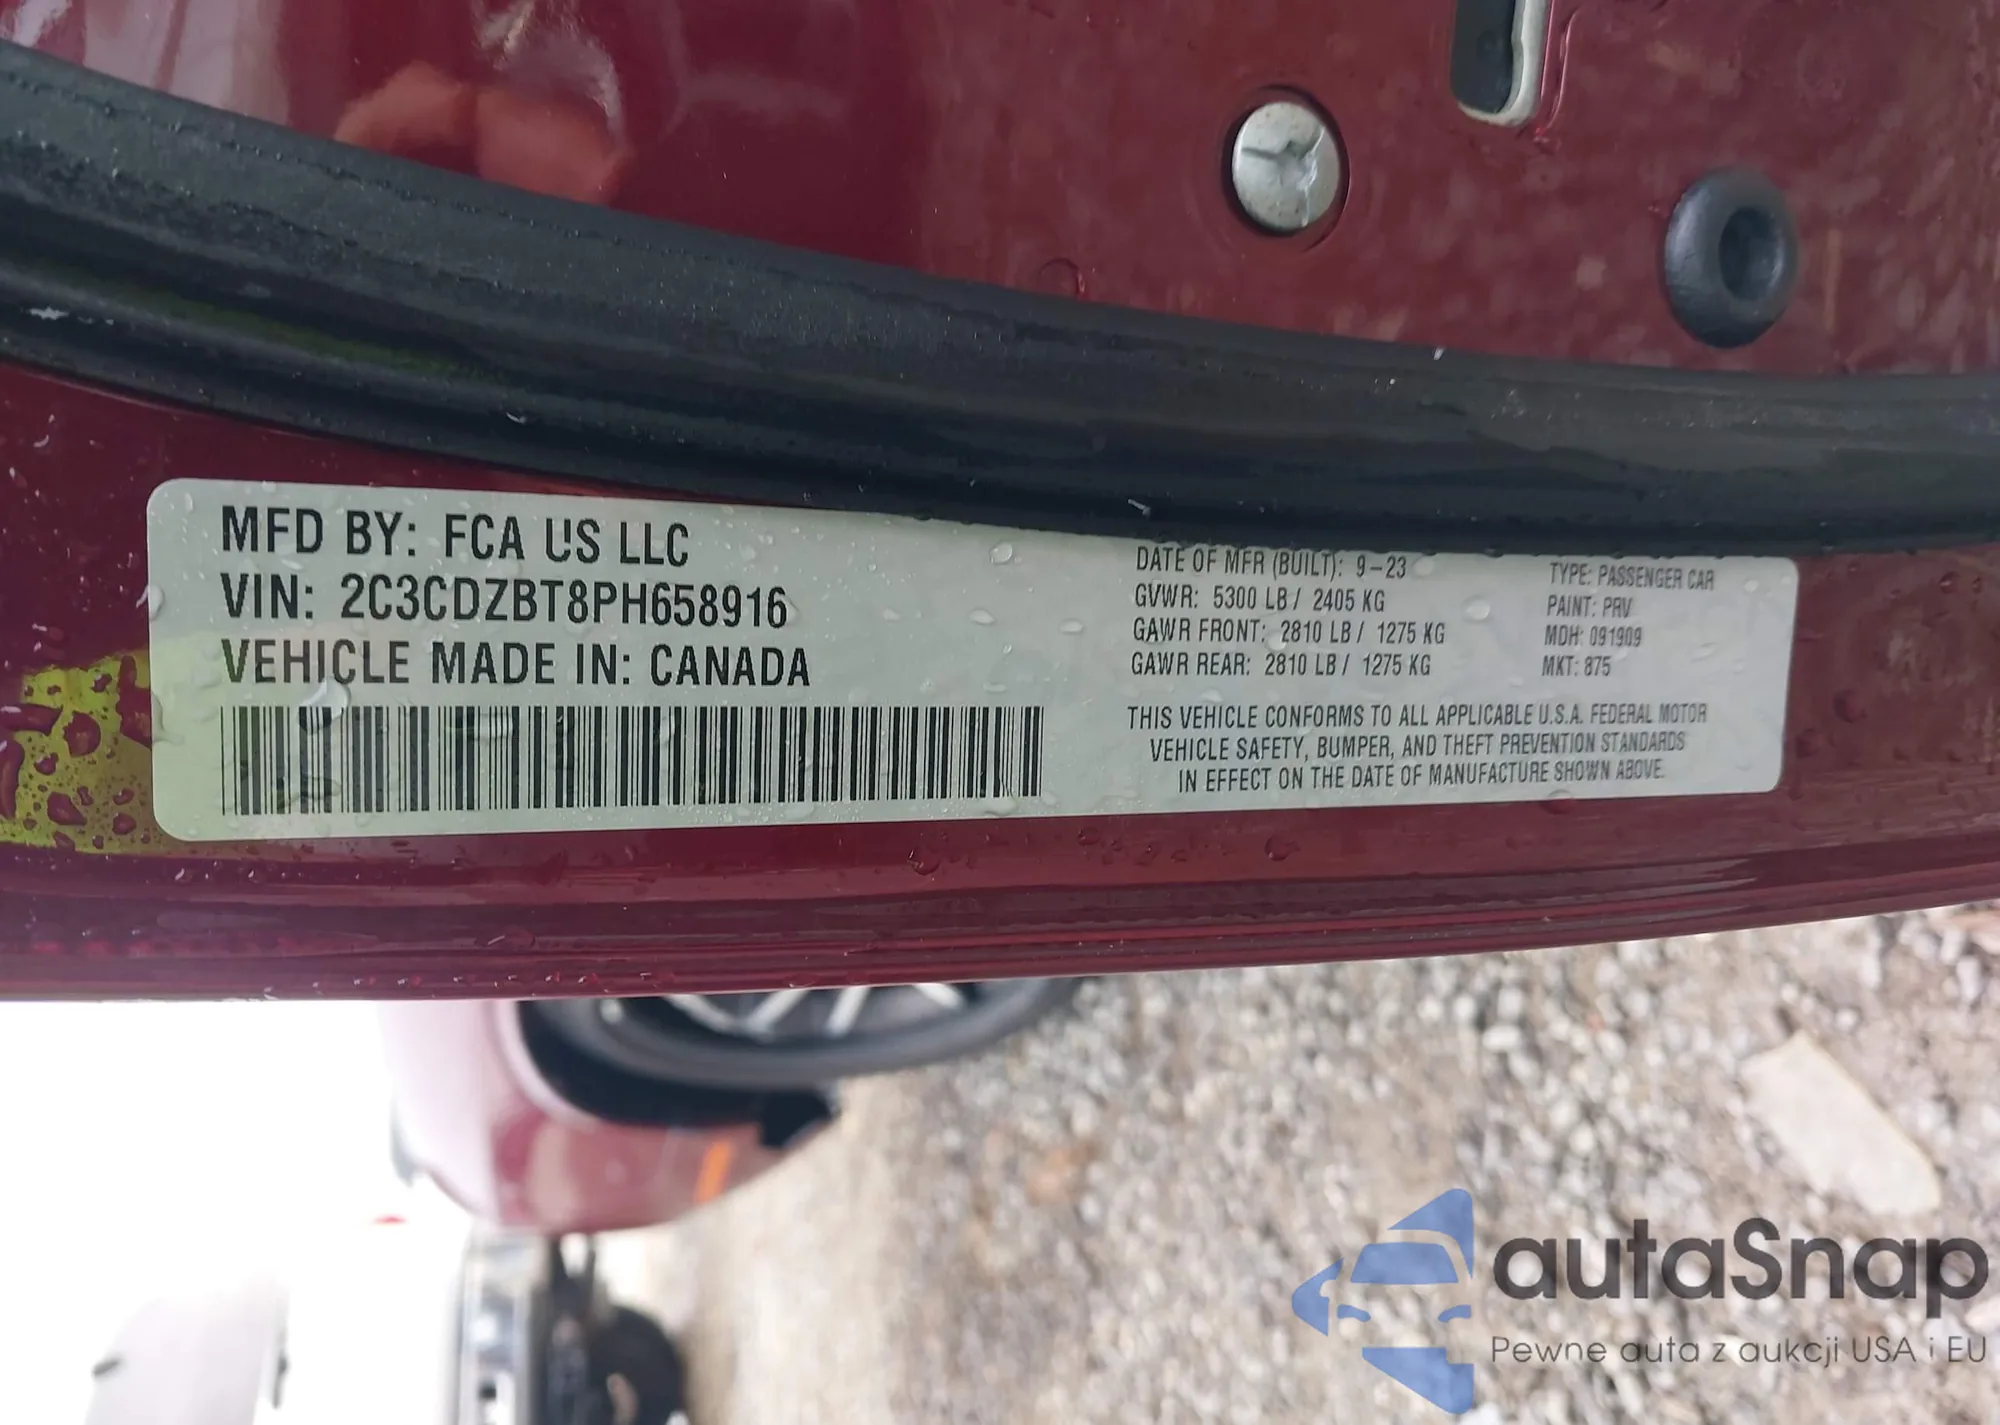 MFD BY: FCA US LLC
VIN: 2C3CDZBT8PH658916
VEHICLE MADE IN: CANADA
DATE OF MFR (BUILT): 9-23
GVWR: 5300 LB / 2405 KG
GAWR FRONT: 2810 LB / 1275 KG
GAWR REAR: 2810 LB / 1275 KG
TYPE: PASSENGER CAR
PAINT: PRV
MDH: 091909
MKT: 875
THIS VEHICLE CONFORMS TO ALL APPLICABLE U.S.A. FEDERAL MOTOR
VEHICLE SAFETY, BUMPER, AND THEFT PREVENTION STANDARDS
IN EFFECT ON THE DATE OF MANUFACTURE SHOWN ABOVE.
autaSnap
Pewne auta z aukcji USA i EU